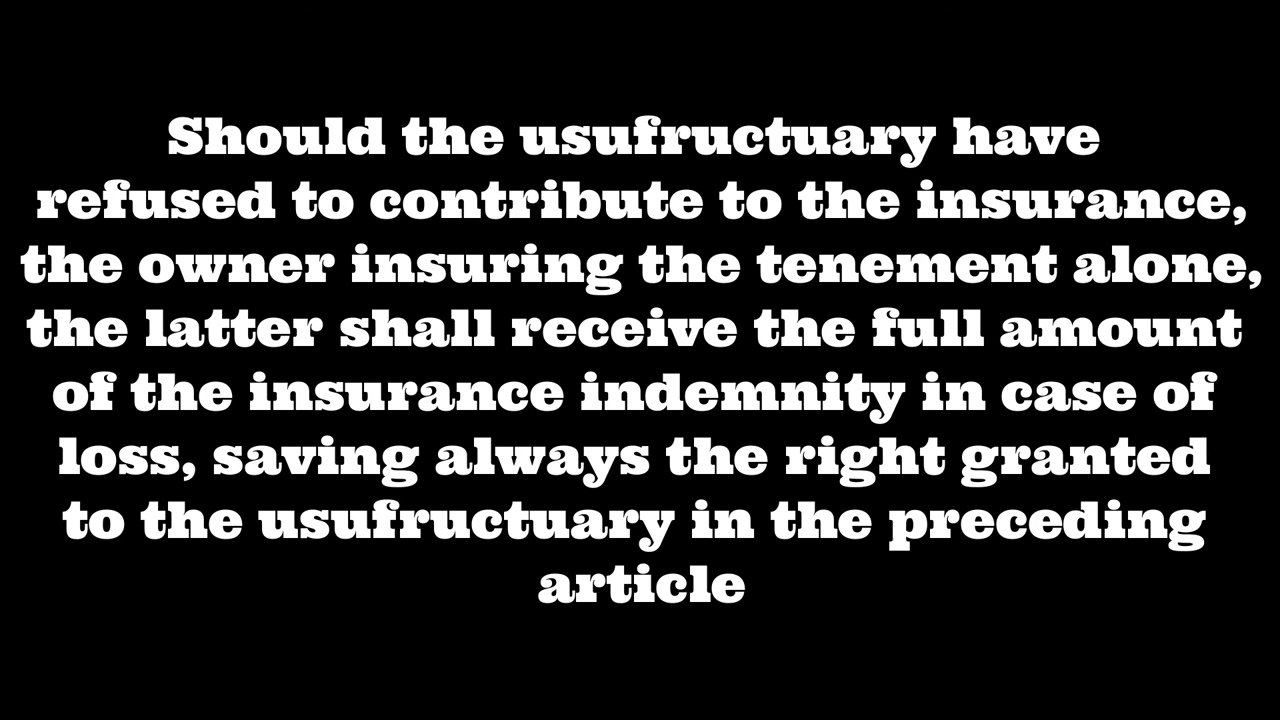 Should the usufructuary have
refused to contribute to the insurance,
the owner insuring the tenement alone,
the latter shall receive the full amount
of the insurance indemnity in case of
loss, saving always the right granted
to the usufructuary in the preceding
article